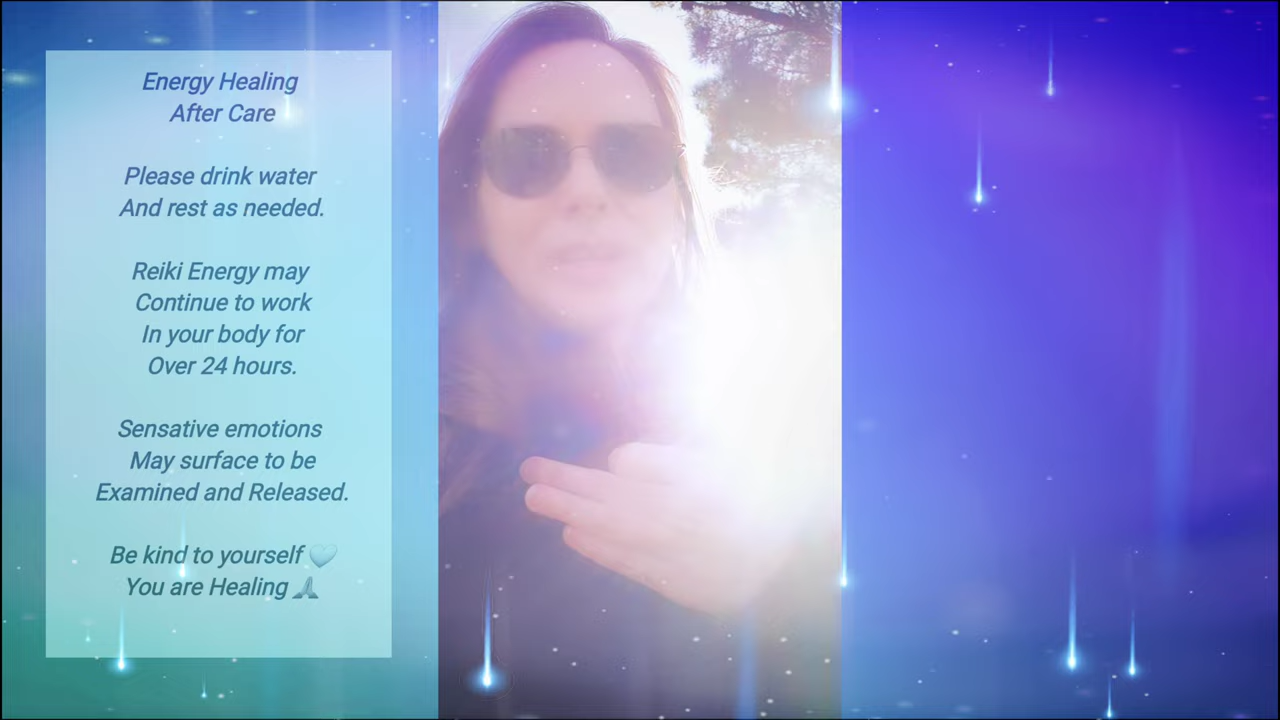 Energy Healing
After Care
Please drink water
And rest as needed.
Reiki Energy may
Continue to work
In your body for
Over 24 hours.
Sensative emotions
May surface to be
Examined and Released.
Be kind to yourself 🤍
You are Healing 🙏